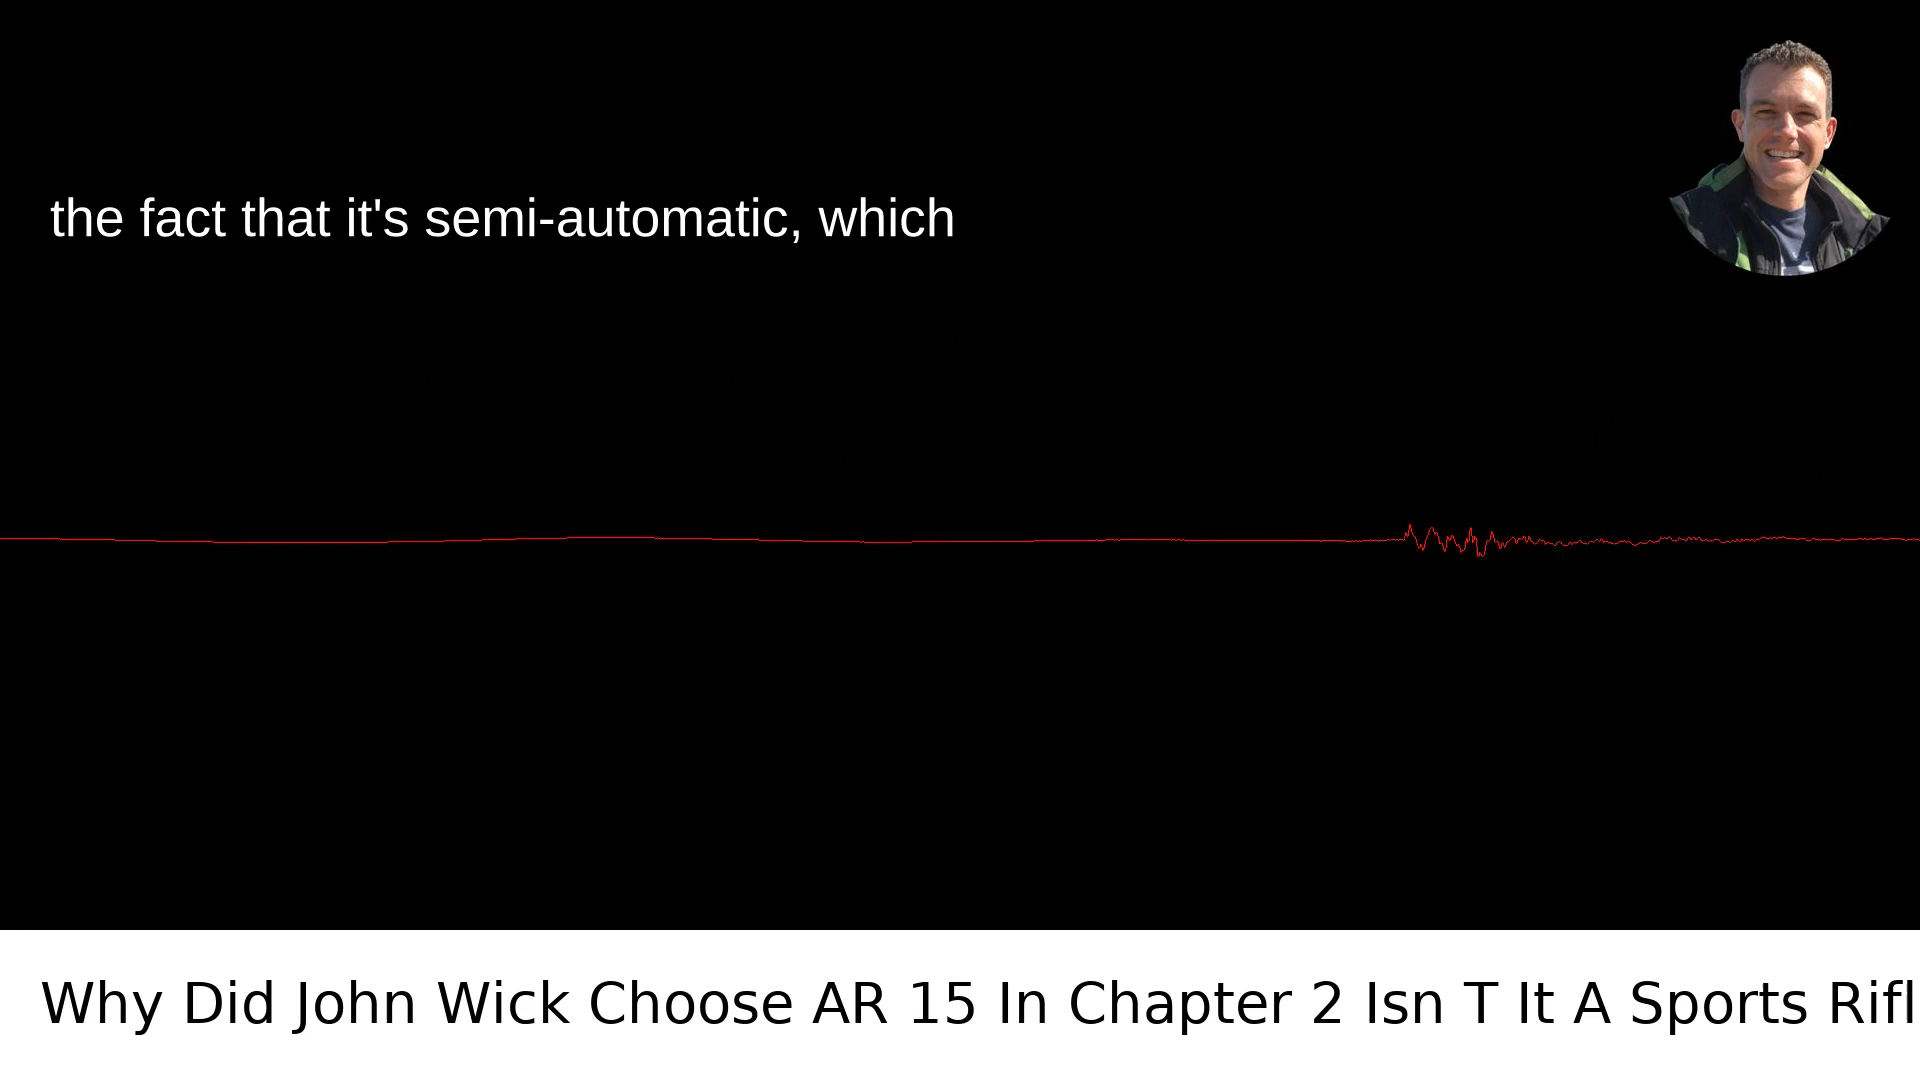 the fact that it's semi-automatic, which
Why Did John Wick Choose AR 15 In Chapter 2 Isn T It A Sports Rifl